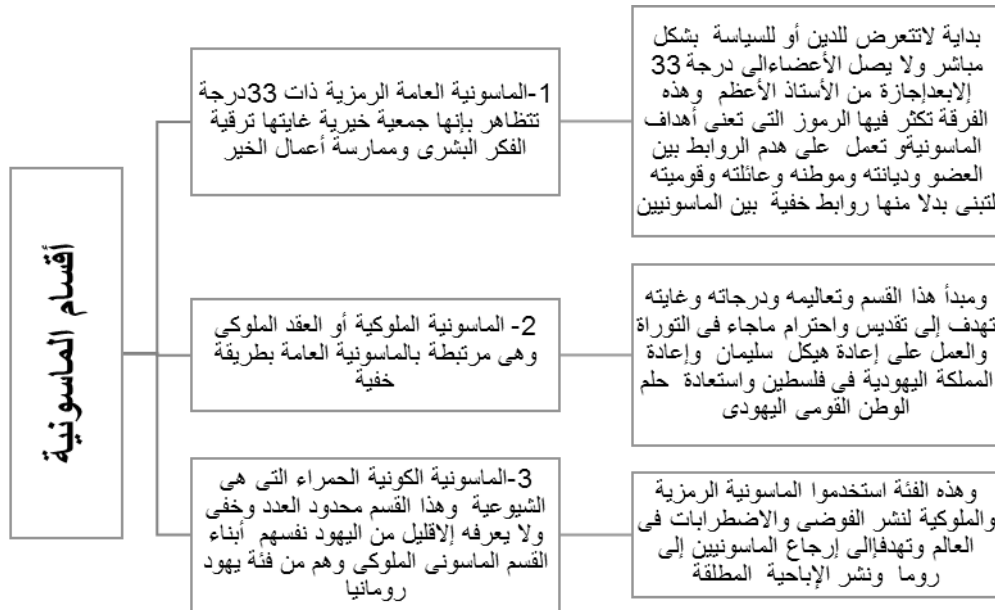 أقسام الماسونية
1-الماسونية العامة الرمزية ذات 33درجة
تتظاهر بإنها جمعية خيرية غايتها ترقية
الفكر البشرى وممارسة أعمال الخير
بداية لاتتعرض للدين أو للسياسة بشكل
مباشر ولا يصل الأعضاءالى درجة 33
إلابعدإجازة من الأستاذ الأعظم وهذه
الفرقة تكثر فيها الرموز التى تعنى أهداف
الماسونيةو تعمل على هدم الروابط بين
العضو وديانته وموطنه وعائلته وقوميته
لتبنى بدلا منها روابط خفية بين الماسونيين
2- الماسونية الملوكية أو العقد الملوكى
وهى مرتبطة بالماسونية العامة بطريقة
خفية
ومبدأ هذا القسم وتعاليمه ودرجاته وغايته
تهدف إلى تقديس واحترام ماجاء فى التوراة
والعمل على إعادة هيكل سليمان وإعادة
المملكة اليهودية فى فلسطين واستعادة حلم
الوطن القومى اليهودى
3-الماسونية الكونية الحمراء التى هى
الشيوعية وهذا القسم محدود العدد وخفى
ولا يعرفه إلاقليل من اليهود نفسهم أبناء
القسم الماسونى الملوكى وهم من فئة يهود
رومانيا
وهذه الفئة استخدموا الماسونية الرمزية
والملوكية لنشر الفوضى والاضطرابات فى
العالم وتهدفإلى إرجاع الماسونيين إلى
روما ونشر الإباحية المطلقة